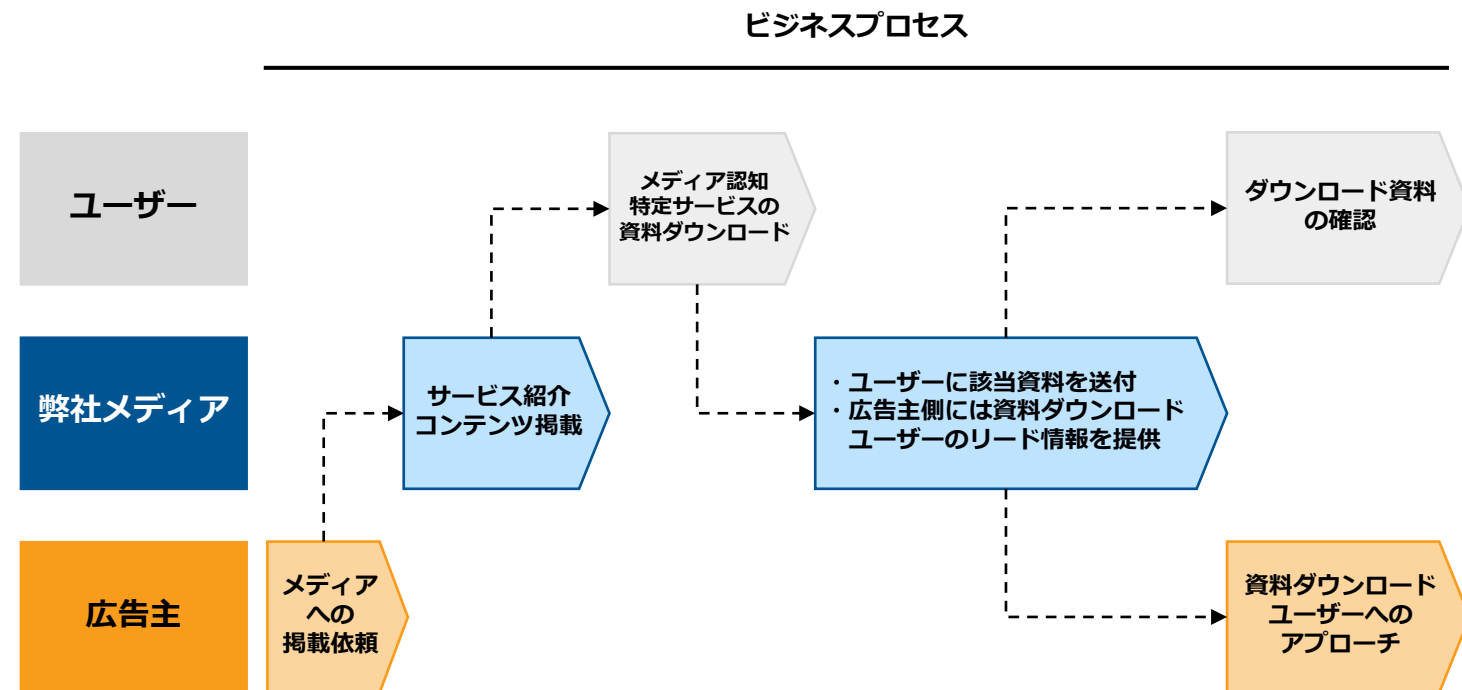 ビジネスプロセス
ユーザー
メディア認知
特定サービスの
資料ダウンロード
ダウンロード資料
の確認
弊社メディア
サービス紹介
コンテンツ掲載
・ユーザーに該当資料を送付
・広告主側には資料ダウンロード
ユーザーのリード情報を提供
広告主
メディア
への
掲載依頼
資料ダウンロード
ユーザーへの
アプローチ